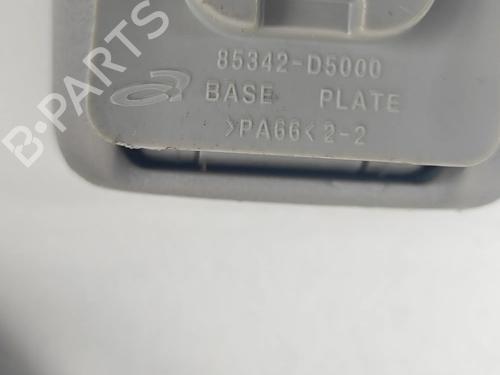 85342-D5000
BASE PLATE
>PA66<2-2
B-PARTS